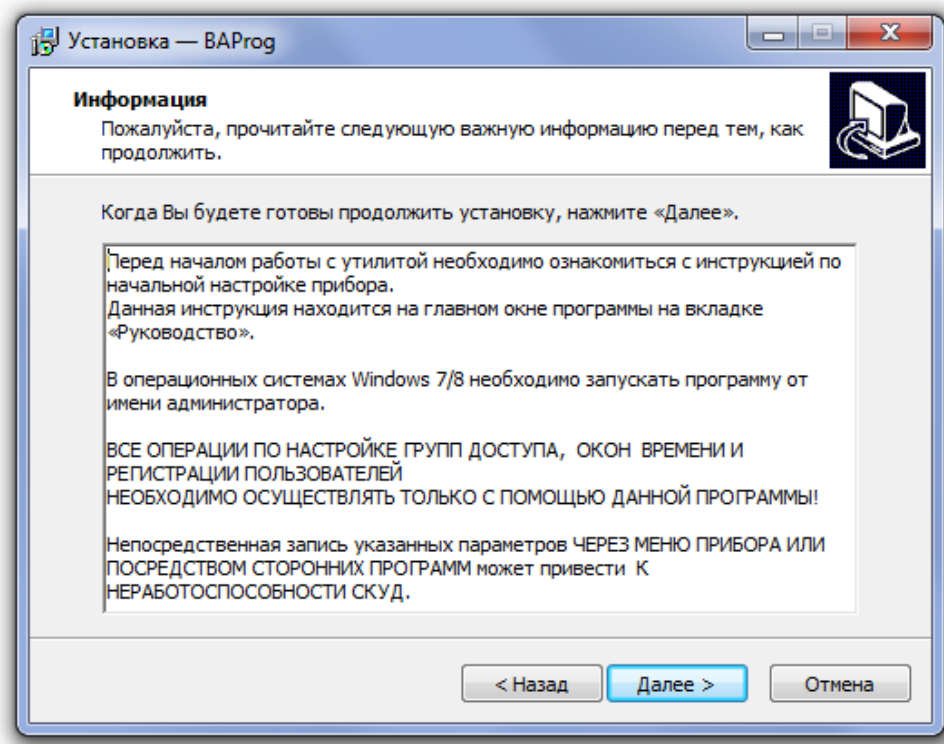 Установка — BAProg
Информация
Пожалуйста, прочитайте следующую важную информацию перед тем, как
продолжить.
Когда Вы будете готовы продолжить установку, нажмите «Далее».
Перед началом работы с утилитой необходимо ознакомиться с инструкцией по
начальной настройке прибора.
Данная инструкция находится на главном окне программы на вкладке
«Руководство».
В операционных системах Windows 7/8 необходимо запускать программу от
имени администратора.
ВСЕ ОПЕРАЦИИ ПО НАСТРОЙКЕ ГРУПП ДОСТУПА,  ОКОН  ВРЕМЕНИ И
РЕГИСТРАЦИИ ПОЛЬЗОВАТЕЛЕЙ
НЕОБХОДИМО ОСУЩЕСТВЛЯТЬ ТОЛЬКО С ПОМОЩЬЮ ДАННОЙ ПРОГРАММЫ!
Непосредственная запись указанных параметров ЧЕРЕЗ МЕНЮ ПРИБОРА ИЛИ
ПОСРЕДСТВОМ СТОРОННИХ ПРОГРАММ может привести  К
НЕРАБОТОСПОСОБНОСТИ СКУД.
< Назад
Далее >
Отмена